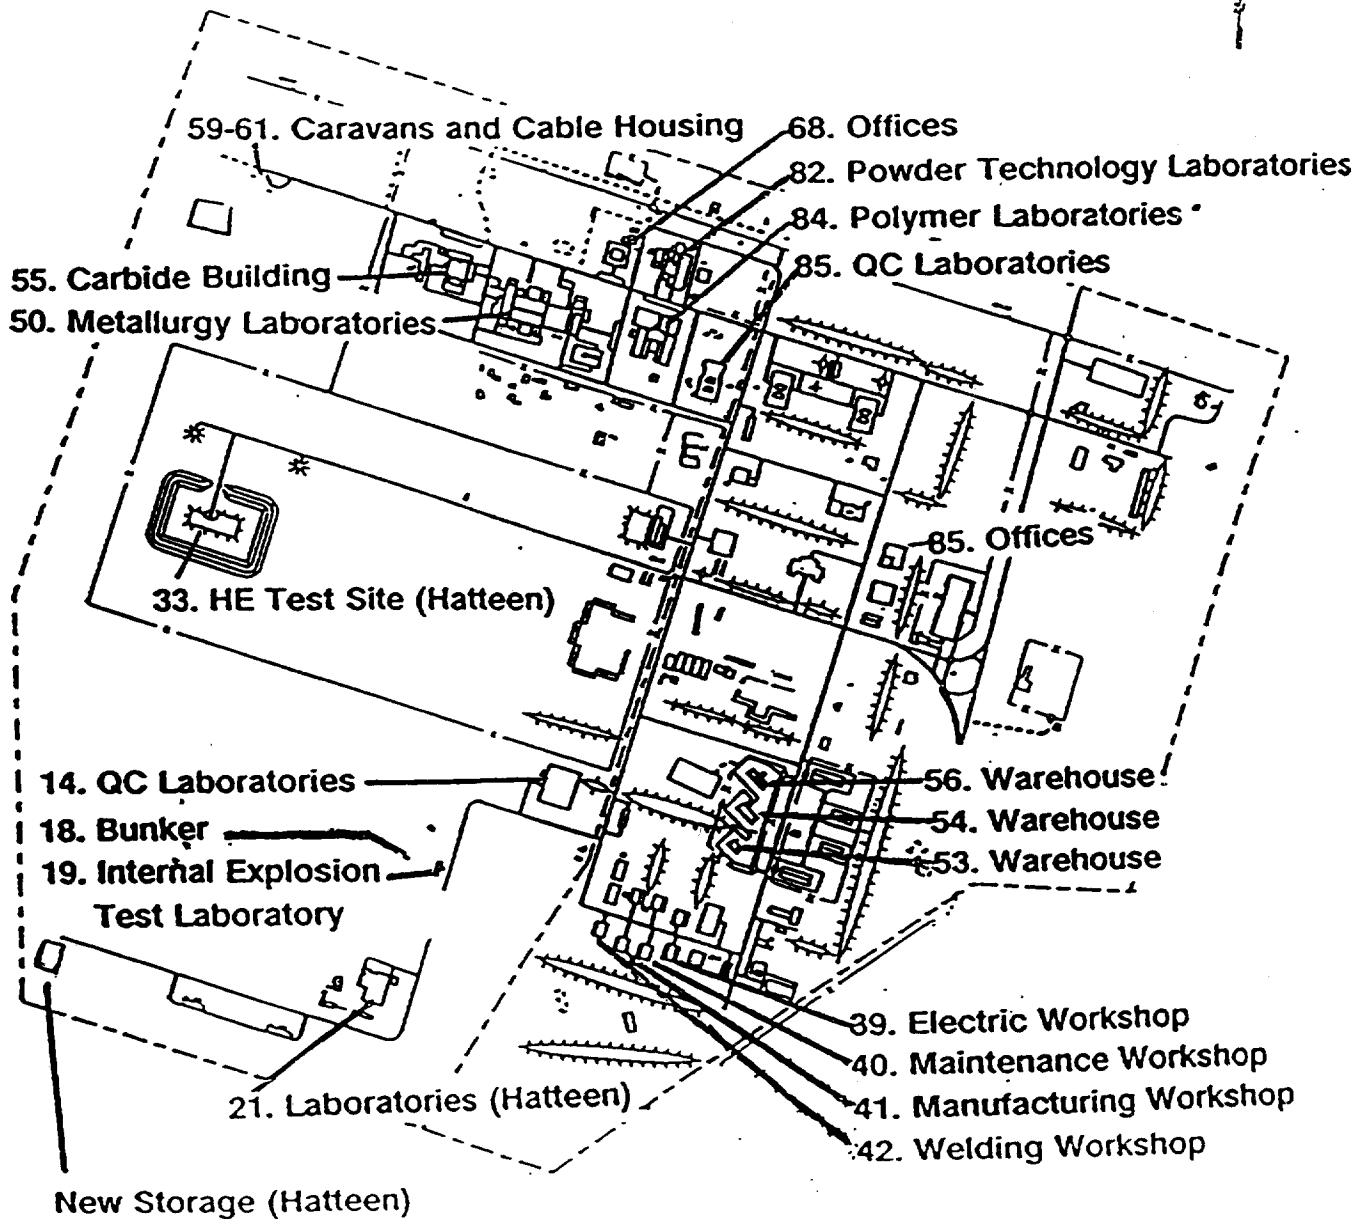 59-61. Caravans and Cable Housing
68. Offices
82. Powder Technology Laboratories
84. Polymer Laboratories
85. QC Laboratories
55. Carbide Building
50. Metallurgy Laboratories
85. Offices
33. HE Test Site (Hatteen)
14. QC Laboratories
56. Warehouse
18. Bunker
54. Warehouse
19. Internal Explosion
Test Laboratory
53. Warehouse
39. Electric Workshop
40. Maintenance Workshop
21. Laboratories (Hatteen)
41. Manufacturing Workshop
42. Welding Workshop
New Storage (Hatteen)